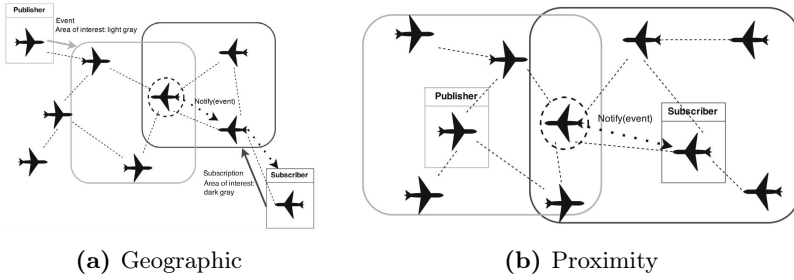 Publisher
Event
Area of interest: light gray
Notify(event)
Subscription
Area of interest:
dark gray
Subscriber
(a) Geographic
Publisher
Notify(event)
Subscriber
(b) Proximity